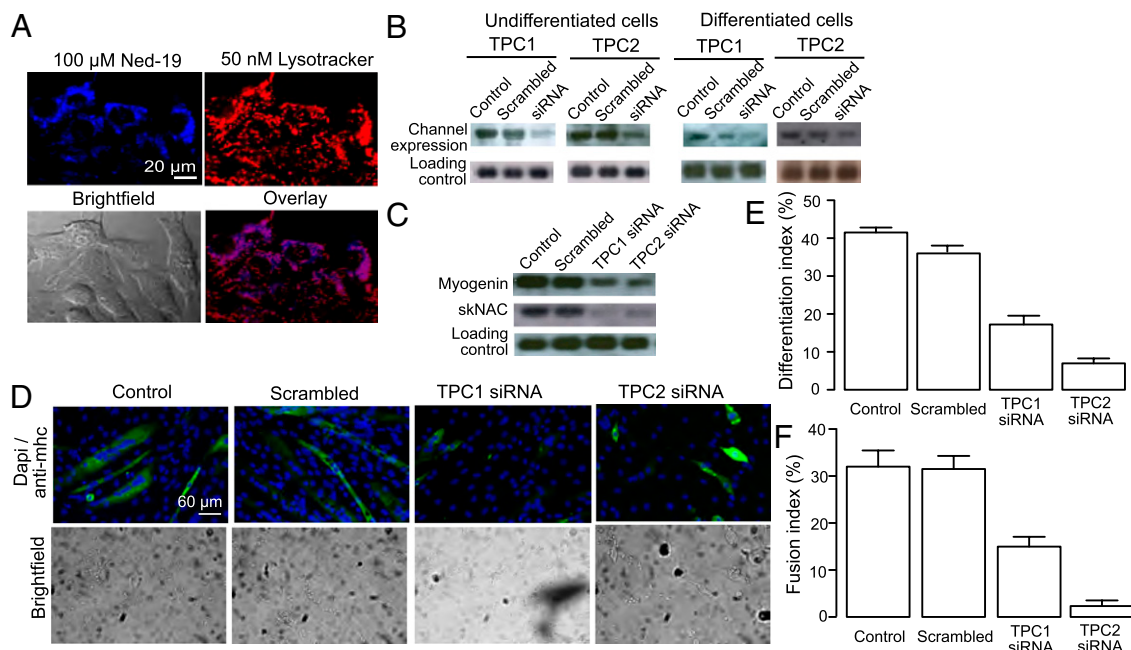 A
100 µM Ned-19
50 nM Lysotracker
20 µm
Brightfield
Overlay
B
Undifferentiated cells
Differentiated cells
TPC1
TPC2
TPC1
TPC2
Control
Scrambled
siRNA
Control
Scrambled
siRNA
Control
Scrambled
siRNA
Control
Scrambled
siRNA
Channel
expression
Loading
control
C
Control
Scrambled
TPC1 siRNA
TPC2 siRNA
Myogenin
skNAC
Loading
control
D
Control
Scrambled
TPC1 siRNA
TPC2 siRNA
Dapi /
anti-mhc
60 µm
Brightfield
E
Differentiation index (%)
50
40
30
20
10
0
Control
Scrambled
TPC1
siRNA
TPC2
siRNA
F
Fusion index (%)
40
30
20
10
0
Control
Scrambled
TPC1
siRNA
TPC2
siRNA